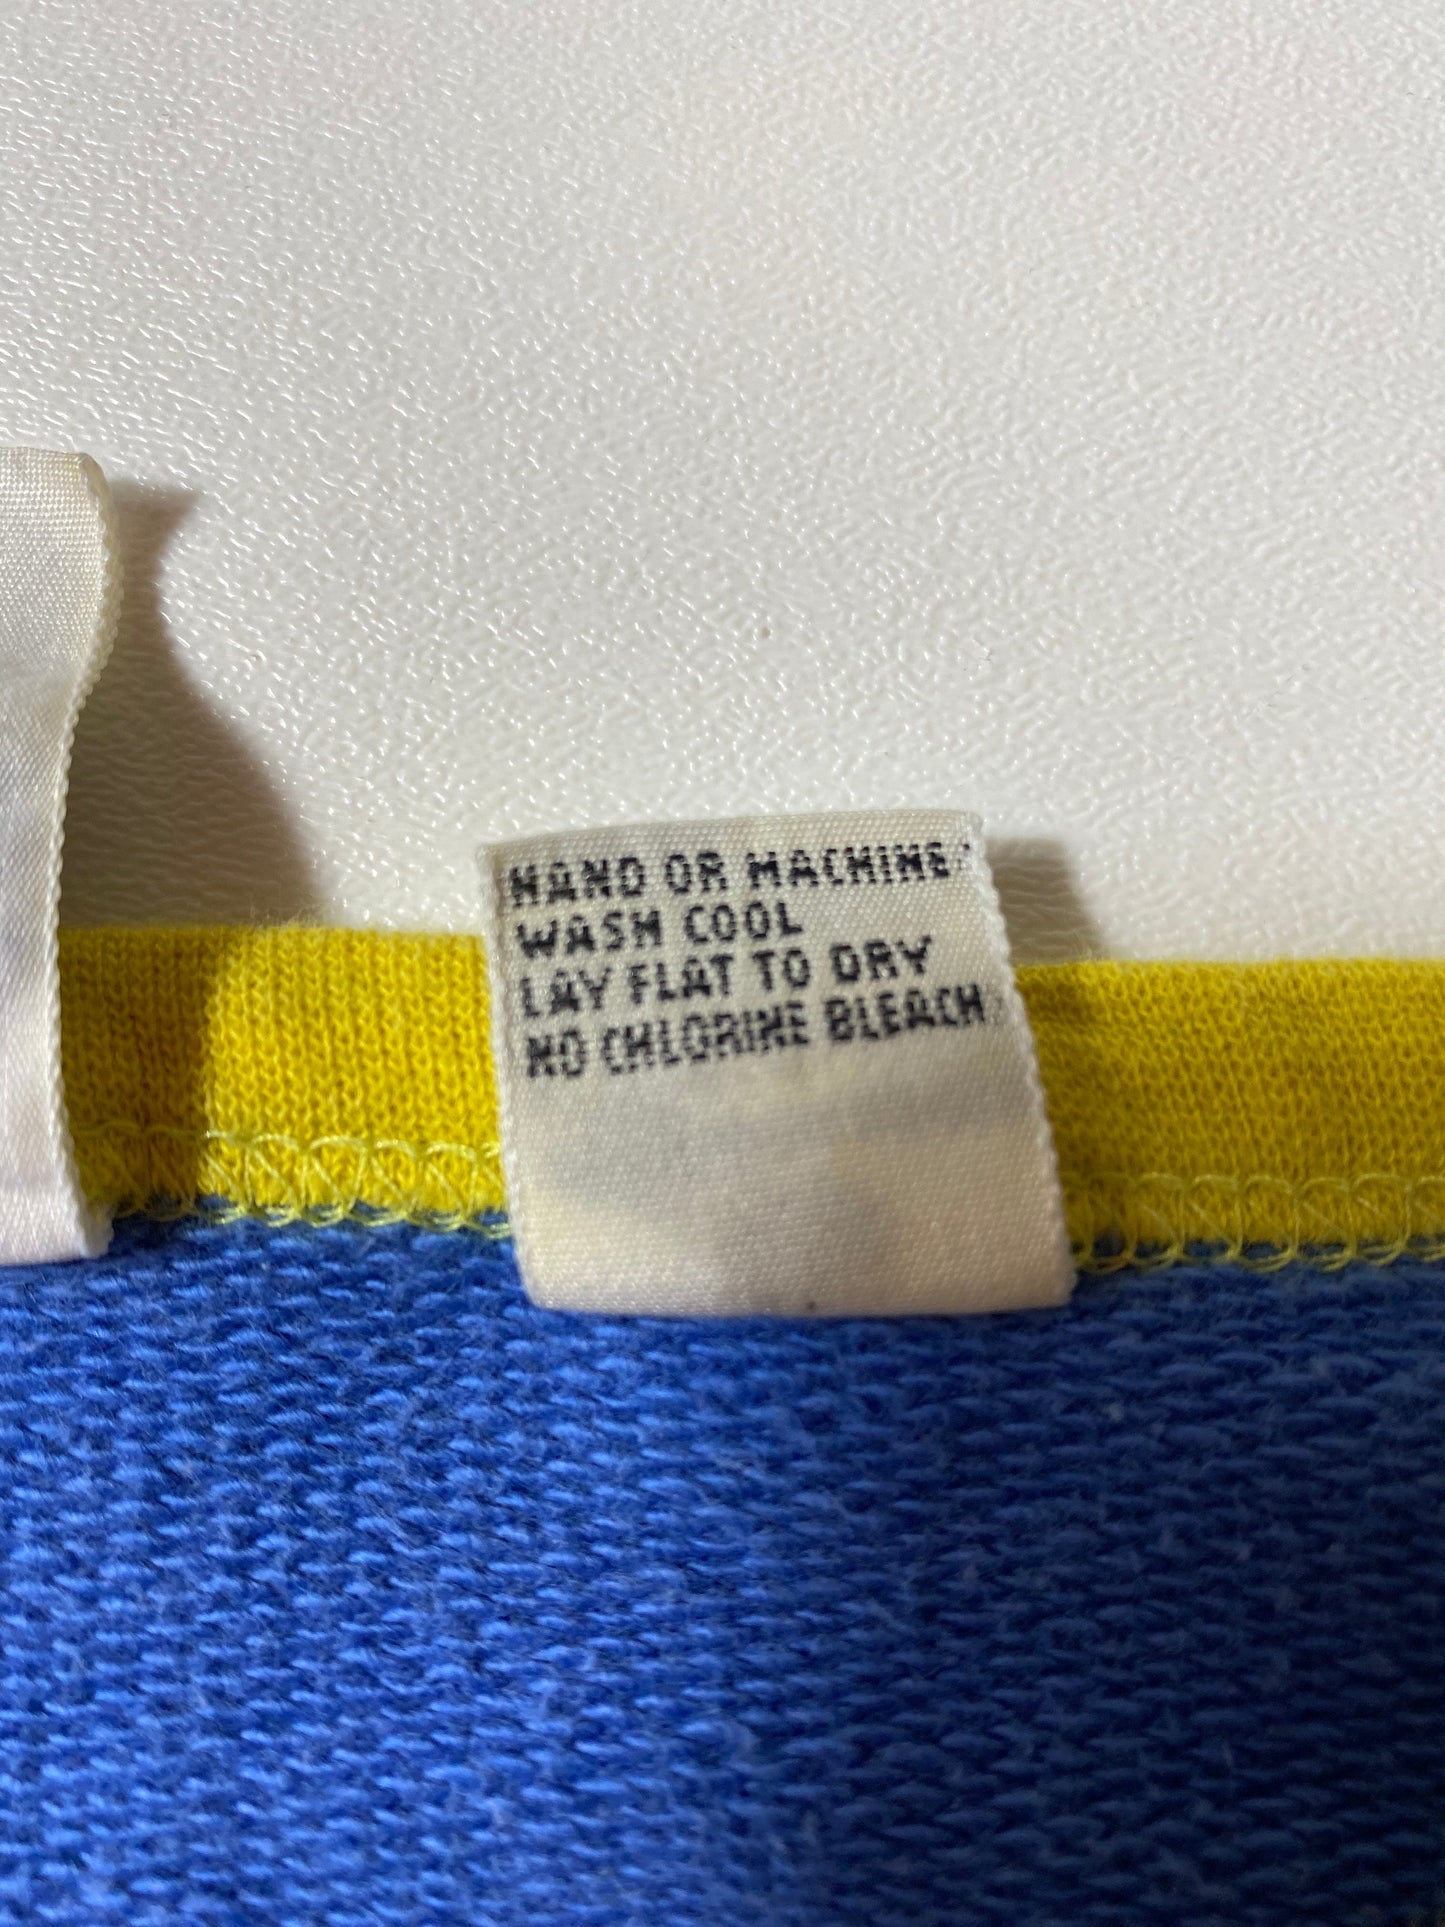 HAND OR MACHINE
WASH COOL
LAY FLAT TO DRY
NO CHLORINE BLEACH